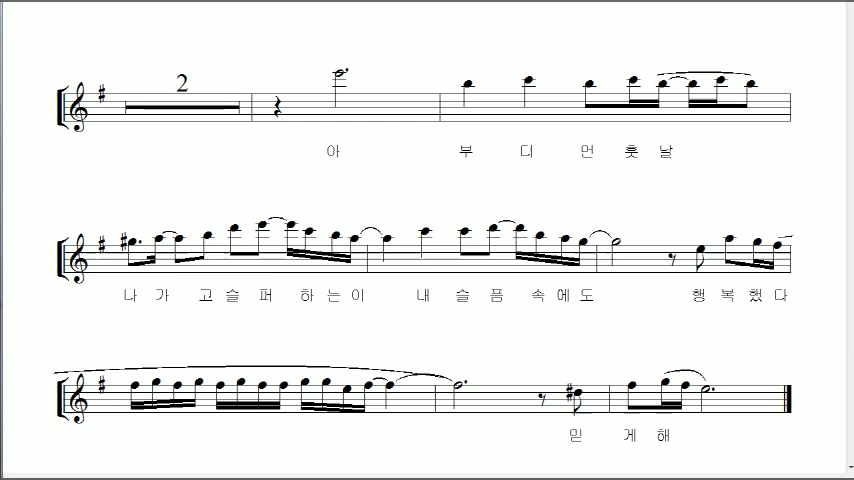 2
아 부 디 먼 훗 날
나 가 고 슬 퍼 하 는 이 내 슬 픔 속 에 도 행 복 했 다
믿 게 해